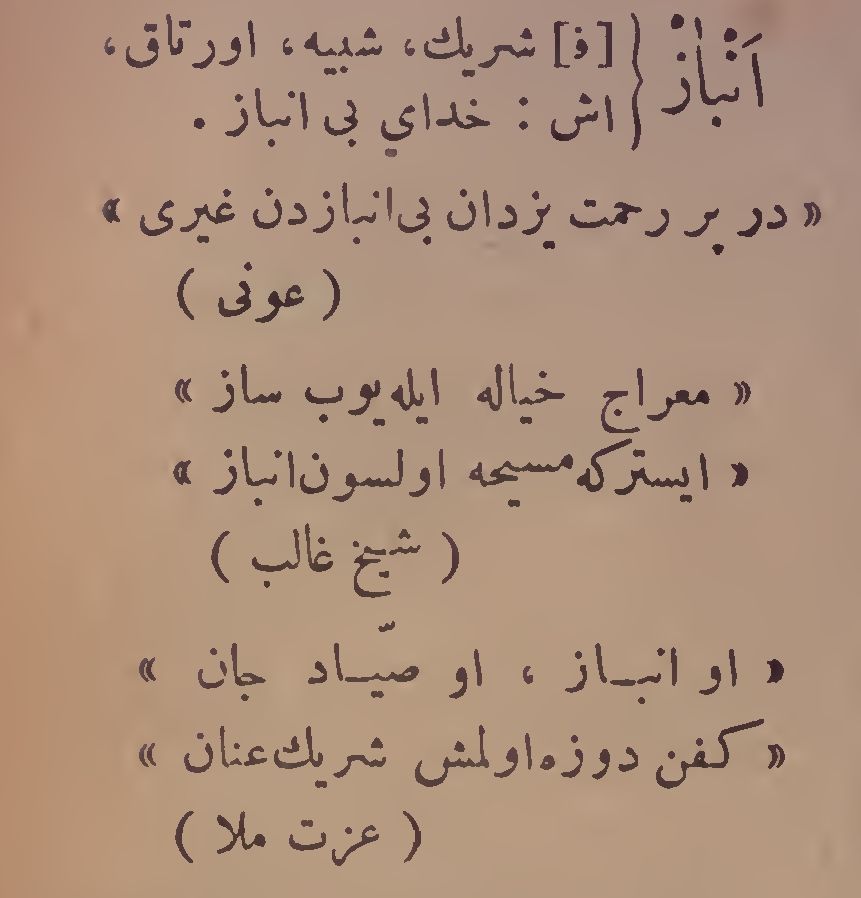 اَنْبازْ { [ف] شريك، شبيه، اورتاق،
اش : خداي بى انباز .
« در بر رحمت يزدان بى‌انبازدن غيرى »
( عونى )
« معراج خياله ايله‌يوب ساز »
« ايستركه مسيحه اولسون انباز »
( شيخ غالب )
« او انبــاز ، او صيّــاد جان
« كفن دوزه اولمش شريك عنان »
( عزت ملا )